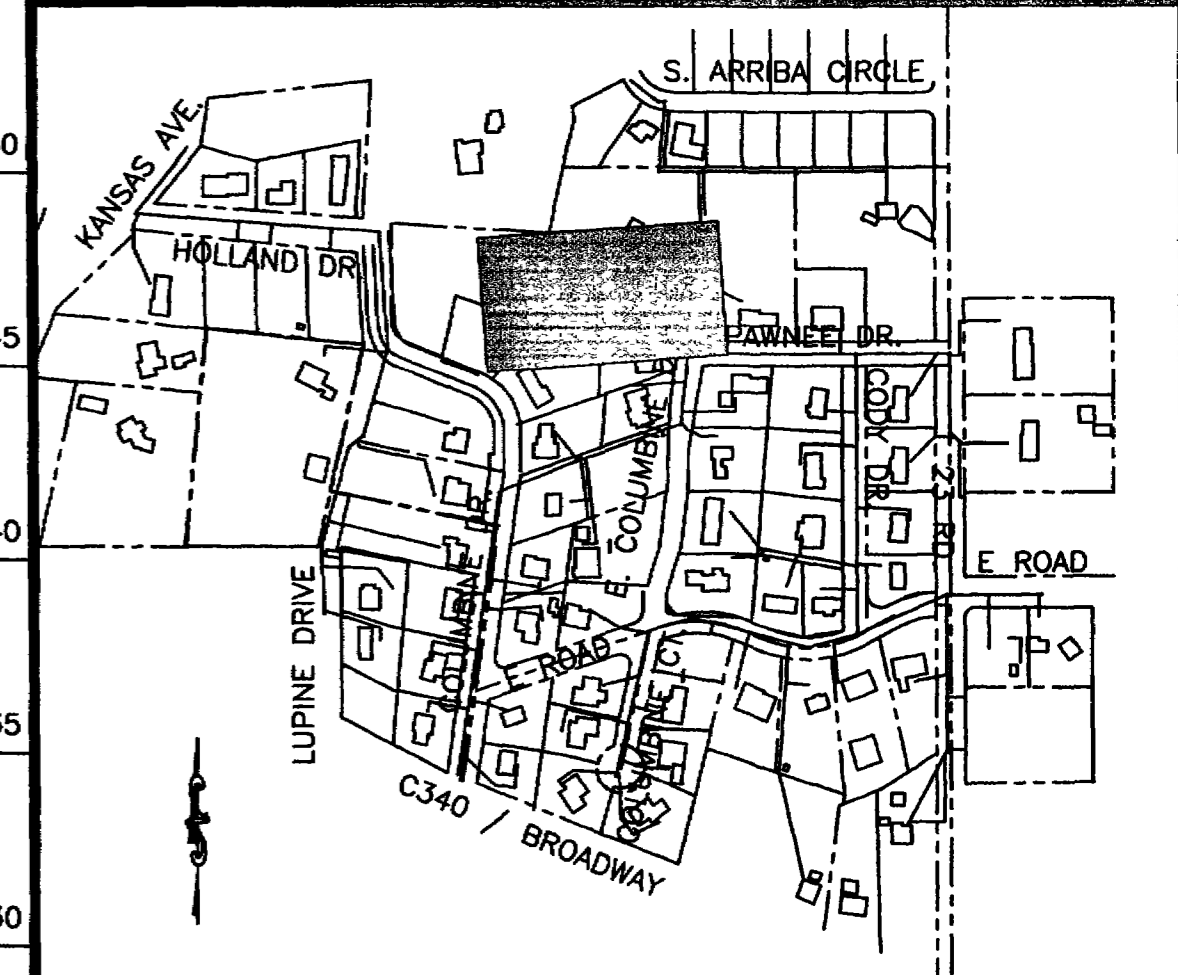 S. ARRIBA CIRCLE
KANSAS AVE.
HOLLAND DR
PAWNEE DR.
CODY DR
E. COLUMBINE
23 RD
E ROAD
LUPINE DRIVE
COLUMBINE DR.
E ROAD
COLUMBINE CT
C340 / BROADWAY
45